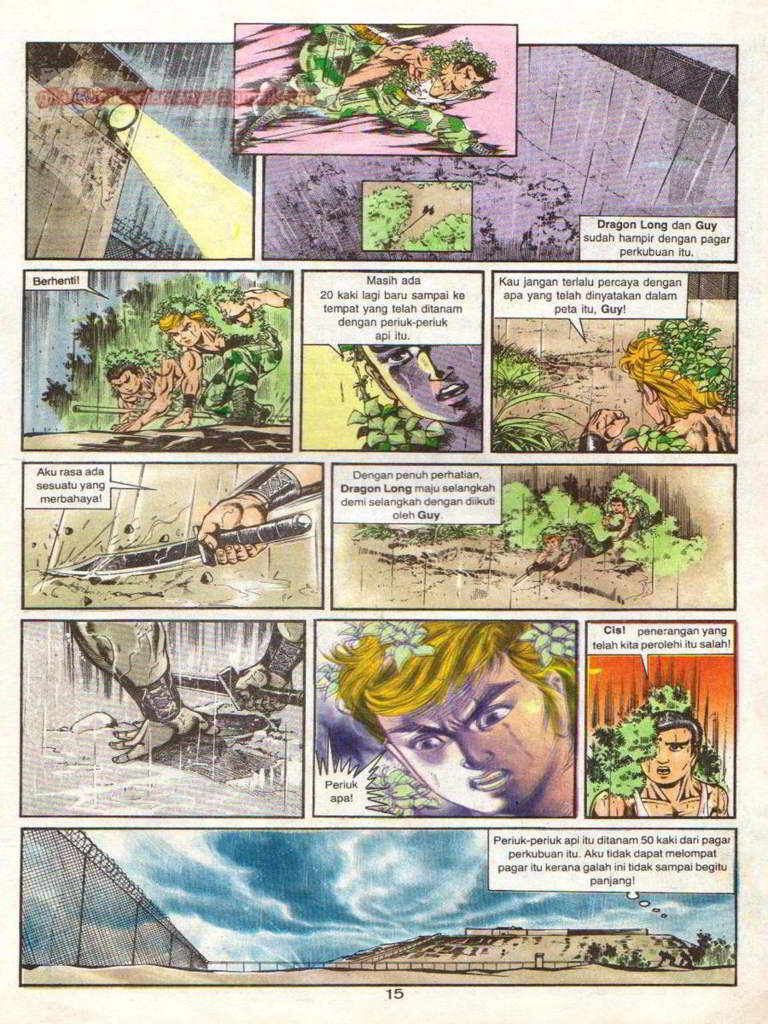 Dragon Long dan Guy
sudah hampir dengan pagar
perkubuan itu.
Berhenti!
Masih ada
20 kaki lagi baru sampai ke
tempat yang telah ditanam
dengan periuk-periuk
api itu.
Kau jangan terlalu percaya dengan
apa yang telah dinyatakan dalam
peta itu, Guy!
Aku rasa ada
sesuatu yang
merbahaya!
Dengan penuh perhatian,
Dragon Long maju selangkah
demi selangkah dengan diikuti
oleh Guy.
Periuk
apa!
Cis! penerangan yang
telah kita perolehi itu salah!
Periuk-periuk api itu ditanam 50 kaki dari pagar
perkubuan itu. Aku tidak dapat melompat
pagar itu kerana galah ini tidak sampai begitu
panjang!
15